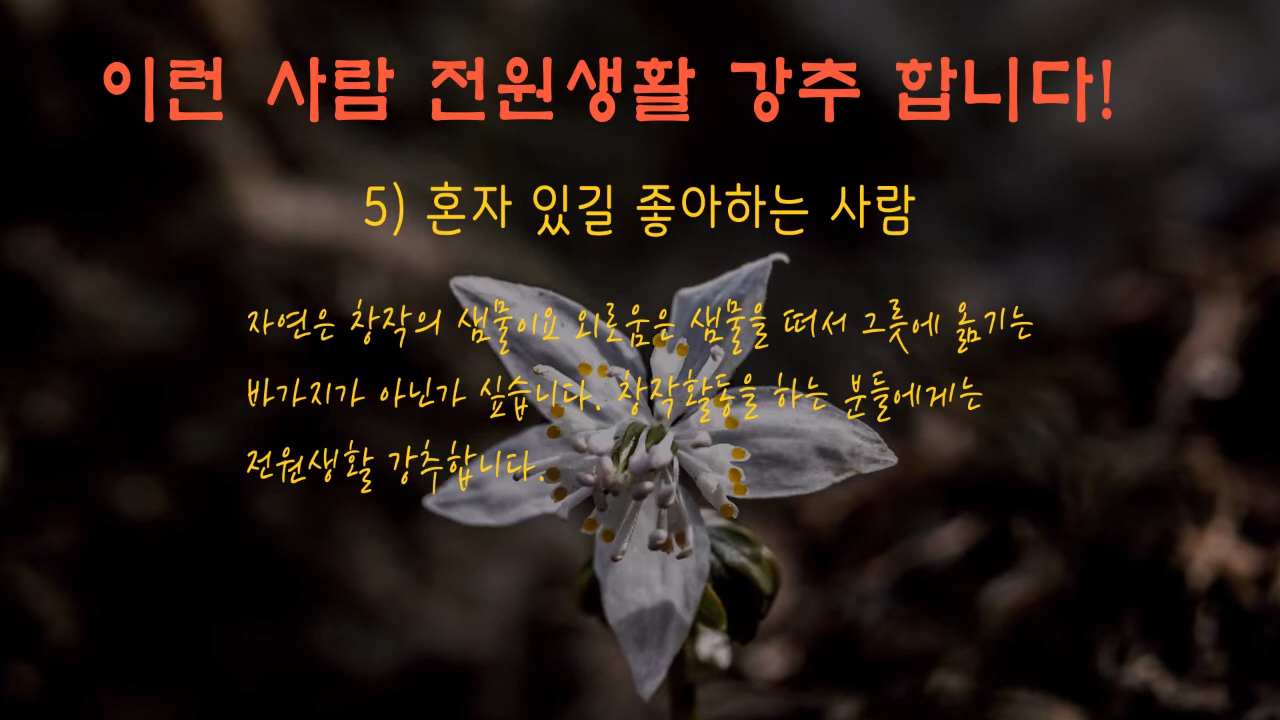 이런 사람 전원생활 강추 합니다!
5) 혼자 있길 좋아하는 사람
자연은 창작의 샘물이요 외로움은 샘물을 떠서 그릇에 옮기는
바가지가 아닌가 싶습니다. 창작활동을 하는 분들에게는
전원생활 강추합니다.